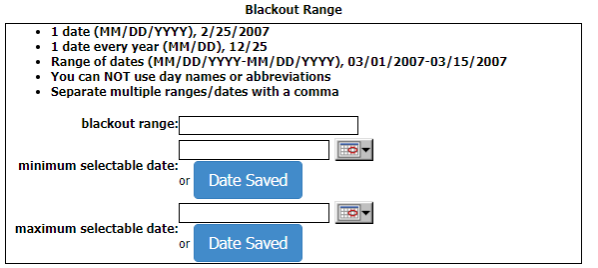 Blackout Range
• 1 date (MM/DD/YYYY), 2/25/2007
• 1 date every year (MM/DD), 12/25
• Range of dates (MM/DD/YYYY-MM/DD/YYYY), 03/01/2007-03/15/2007
• You can NOT use day names or abbreviations
• Separate multiple ranges/dates with a comma
blackout range:
minimum selectable date:
or Date Saved
maximum selectable date:
or Date Saved